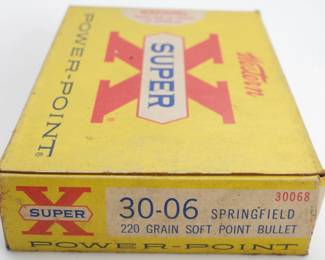 Western
SUPER
X
POWER-POINT
X
SUPER
30-06 SPRINGFIELD
30068
220 GRAIN SOFT POINT BULLET
POWER-POINT